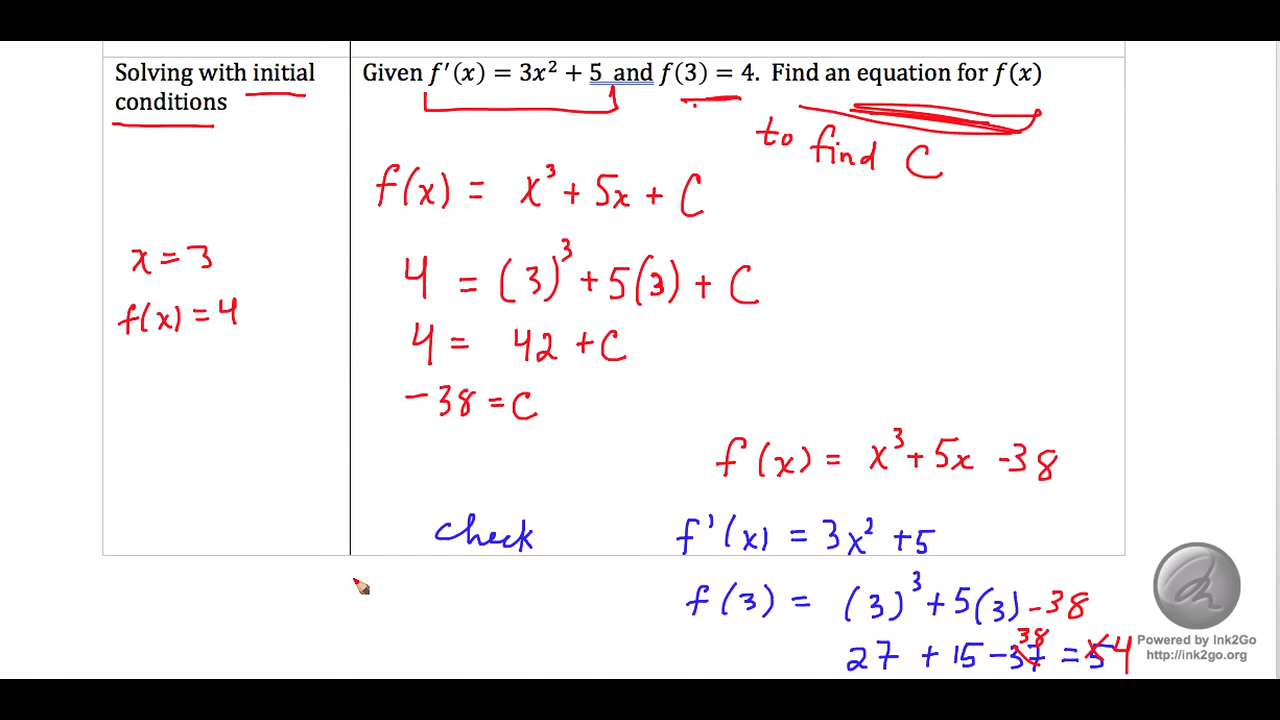 Solving with initial
conditions
Given f′(x) = 3x² + 5 and f(3) = 4. Find an equation for f(x)
to find C
f(x) = x³ + 5x + C
x = 3
f(x) = 4
4 = (3)³ + 5(3) + C
4 = 42 + C
-38 = C
f(x) = x³ + 5x - 38
check
f'(x) = 3x² + 5
f(3) = (3)³ + 5(3) - 38
38
27 + 15 - 37 = 5 4
Powered by Ink2Go
http://ink2go.org